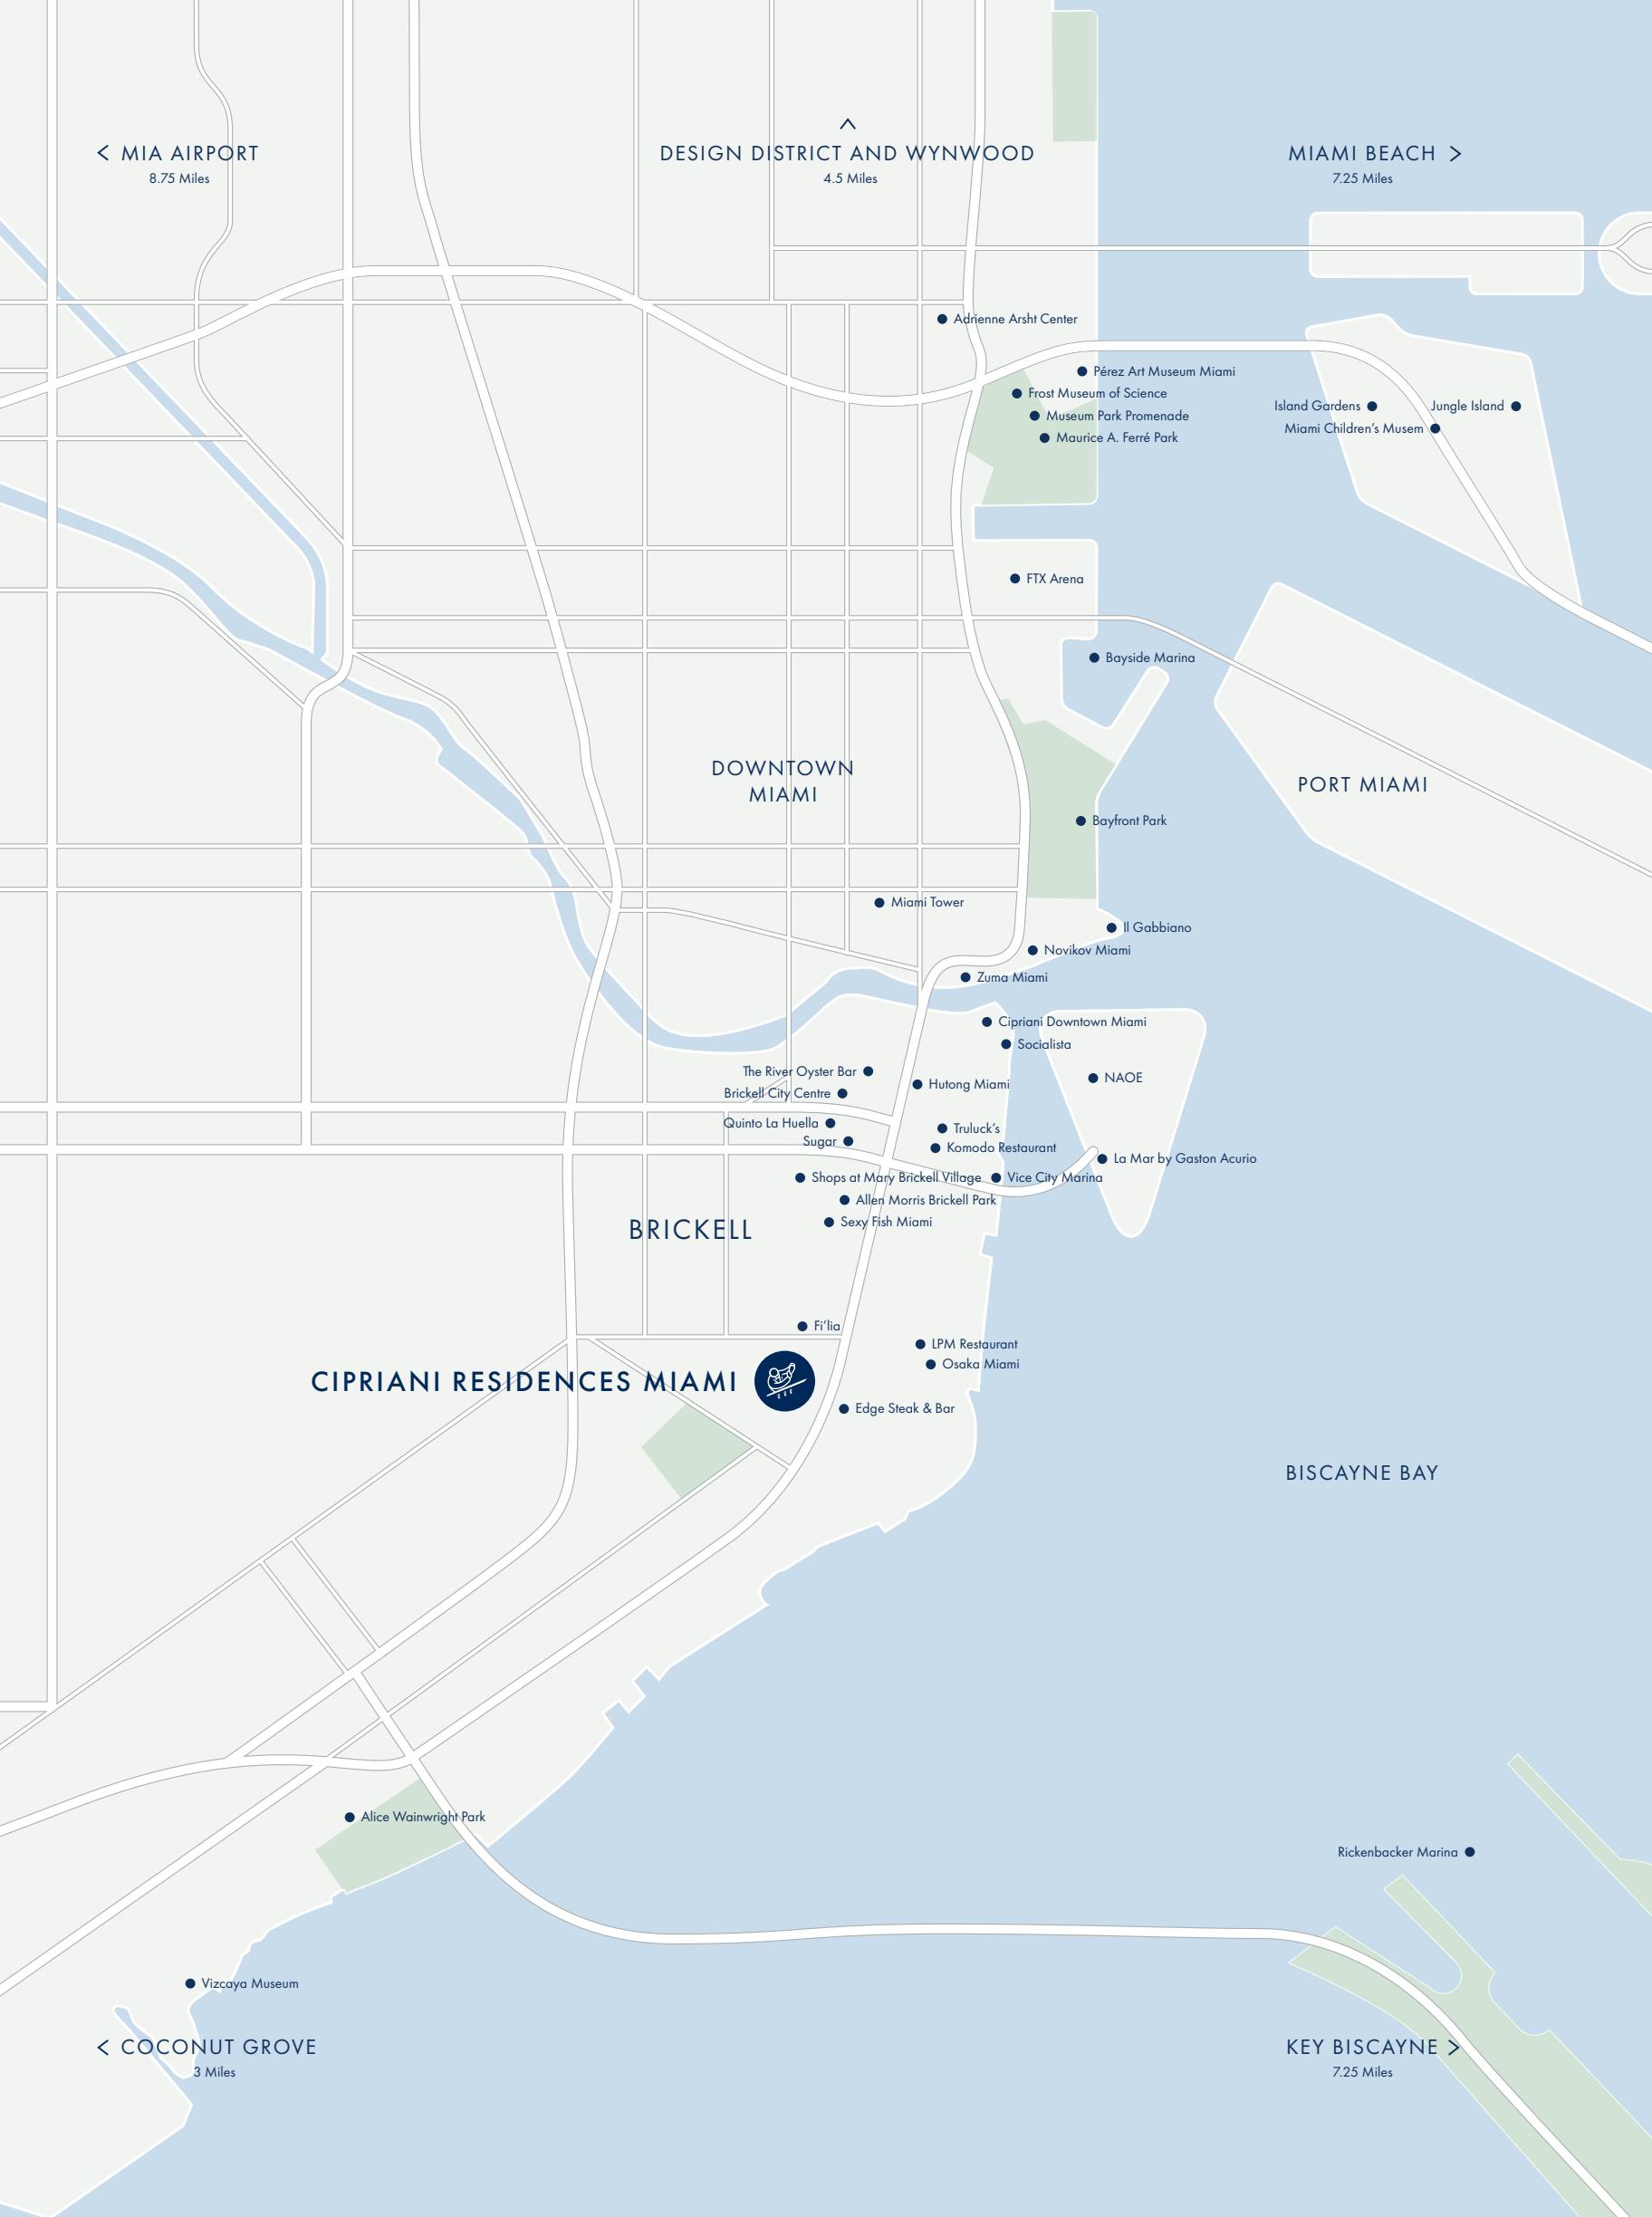 < MIA AIRPORT
8.75 Miles
DESIGN DISTRICT AND WYNWOOD
4.5 Miles
MIAMI BEACH >
7.25 Miles
Adrienne Arsht Center
Pérez Art Museum Miami
Frost Museum of Science
Museum Park Promenade
Maurice A. Ferré Park
Island Gardens
Jungle Island
Miami Children's Musem
FTX Arena
Bayside Marina
DOWNTOWN
MIAMI
PORT MIAMI
Bayfront Park
Miami Tower
Il Gabbiano
Novikov Miami
Zuma Miami
Cipriani Downtown Miami
Socialista
The River Oyster Bar
NAOE
Hutong Miami
Brickell City Centre
Quinto La Huella
Truluck's
Sugar
Komodo Restaurant
La Mar by Gaston Acurio
Shops at Mary Brickell Village
Vice City Marina
Allen Morris Brickell Park
Sexy Fish Miami
BRICKELL
Fi'lia
LPM Restaurant
Osaka Miami
CIPRIANI RESIDENCES MIAMI
Edge Steak & Bar
BISCAYNE BAY
Alice Wainwright Park
Rickenbacker Marina
Vizcaya Museum
< COCONUT GROVE
3 Miles
KEY BISCAYNE >
7.25 Miles